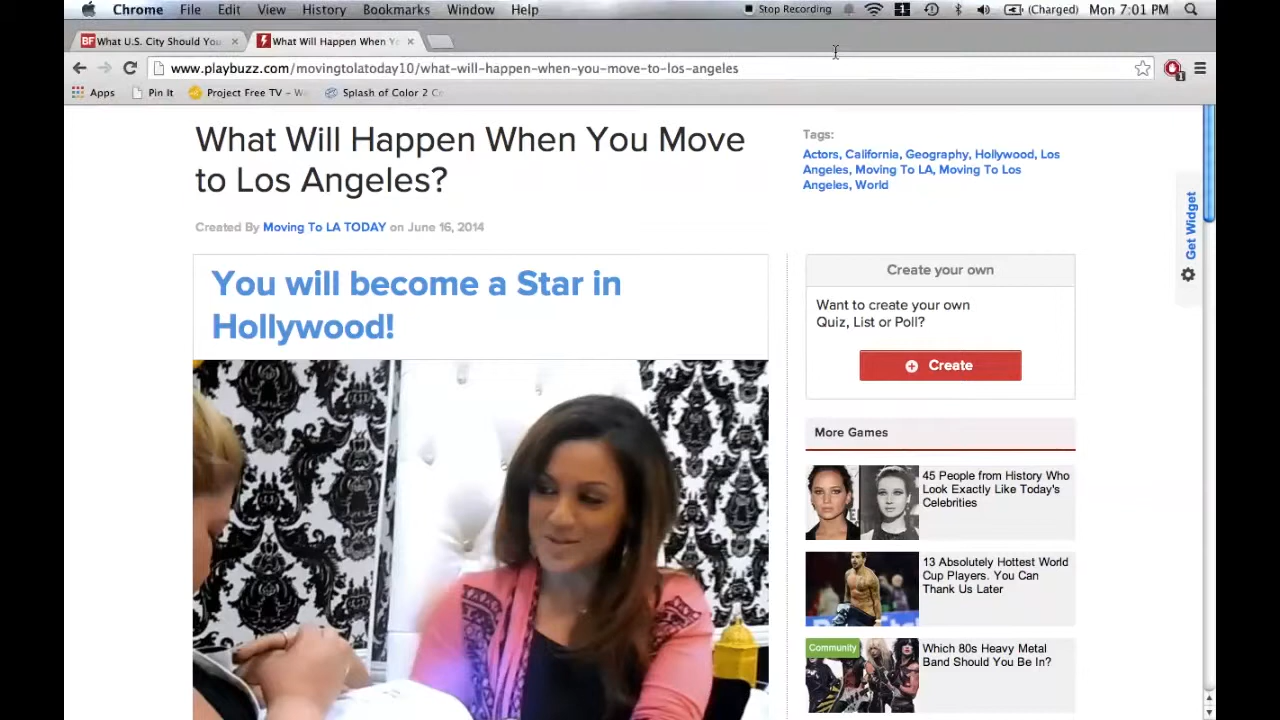 Chrome File Edit View History Bookmarks Window Help Stop Recording 1 (Charged) Mon 7:01 PM
BF What U.S. City Should You What Will Happen When Y
www.playbuzz.com/movingtolatoday10/what-will-happen-when-you-move-to-los-angeles
Apps Pin It Project Free TV – W Splash of Color 2 C
What Will Happen When You Move
to Los Angeles?
Created By Moving To LA TODAY on June 16, 2014
You will become a Star in
Hollywood!
Tags:
Actors, California, Geography, Hollywood, Los
Angeles, Moving To LA, Moving To Los
Angeles, World
Get Widget
Create your own
Want to create your own
Quiz, List or Poll?
Create
More Games
45 People from History Who
Look Exactly Like Today's
Celebrities
13 Absolutely Hottest World
Cup Players. You Can
Thank Us Later
Community
Which 80s Heavy Metal
Band Should You Be In?